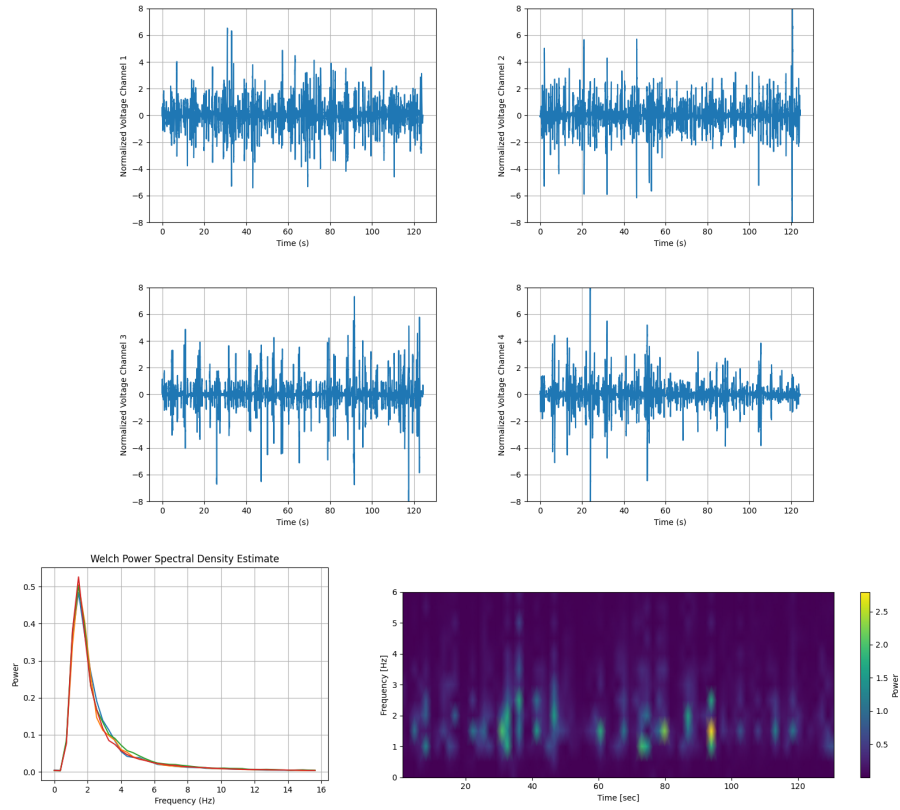 8
6
4
2
0
−2
−4
−6
−8
Normalized Voltage Channel 1
0 20 40 60 80 100 120
Time (s)
8
6
4
2
0
−2
−4
−6
−8
Normalized Voltage Channel 2
0 20 40 60 80 100 120
Time (s)
8
6
4
2
0
−2
−4
−6
−8
Normalized Voltage Channel 3
0 20 40 60 80 100 120
Time (s)
8
6
4
2
0
−2
−4
−6
−8
Normalized Voltage Channel 4
0 20 40 60 80 100 120
Time (s)
Welch Power Spectral Density Estimate
0.5
0.4
0.3
0.2
0.1
0.0
Power
0 2 4 6 8 10 12 14 16
Frequency (Hz)
6
5
4
3
2
1
0
Frequency [Hz]
20 40 60 80 100 120
Time [sec]
2.5
2.0
1.5
1.0
0.5
Power